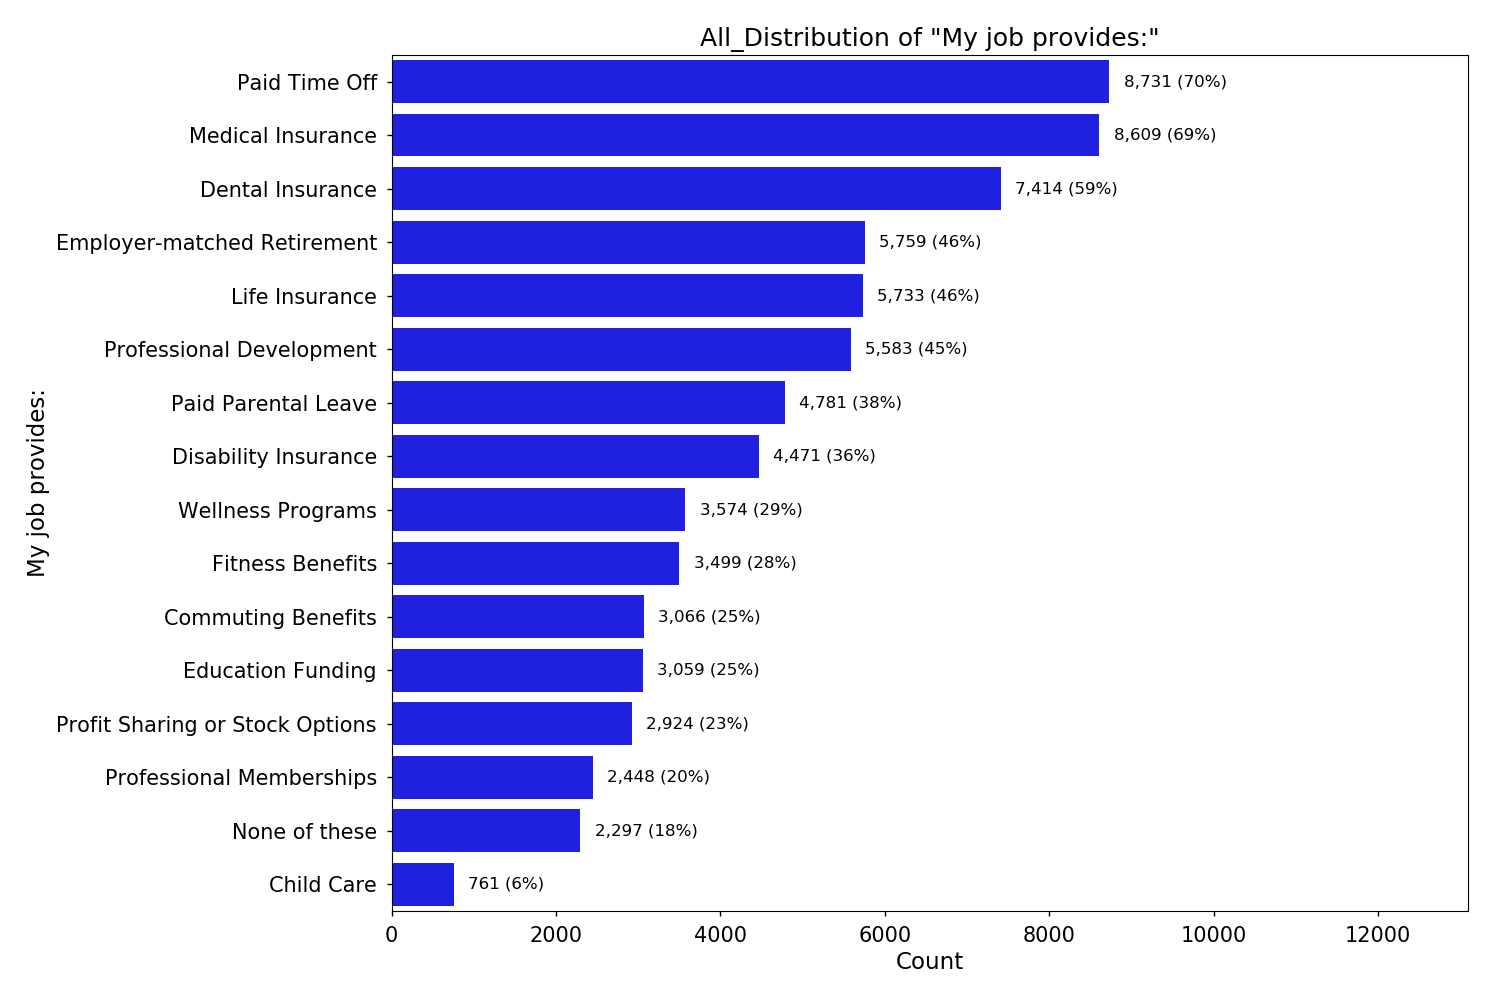 All_Distribution of "My job provides:"
Paid Time Off 8,731 (70%)
Medical Insurance 8,609 (69%)
Dental Insurance 7,414 (59%)
Employer-matched Retirement 5,759 (46%)
Life Insurance 5,733 (46%)
Professional Development 5,583 (45%)
Paid Parental Leave 4,781 (38%)
Disability Insurance 4,471 (36%)
Wellness Programs 3,574 (29%)
Fitness Benefits 3,499 (28%)
Commuting Benefits 3,066 (25%)
Education Funding 3,059 (25%)
Profit Sharing or Stock Options 2,924 (23%)
Professional Memberships 2,448 (20%)
None of these 2,297 (18%)
Child Care 761 (6%)
My job provides:
0 2000 4000 6000 8000 10000 12000
Count